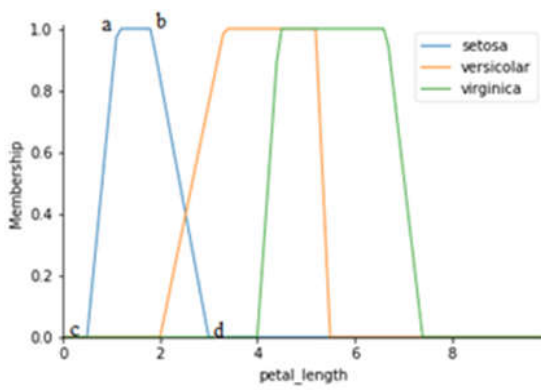 a
b
1.0
setosa
versicolar
virginica
0.8
0.6
0.4
0.2
0.0
c
d
Membership
0
2
4
6
8
petal_length